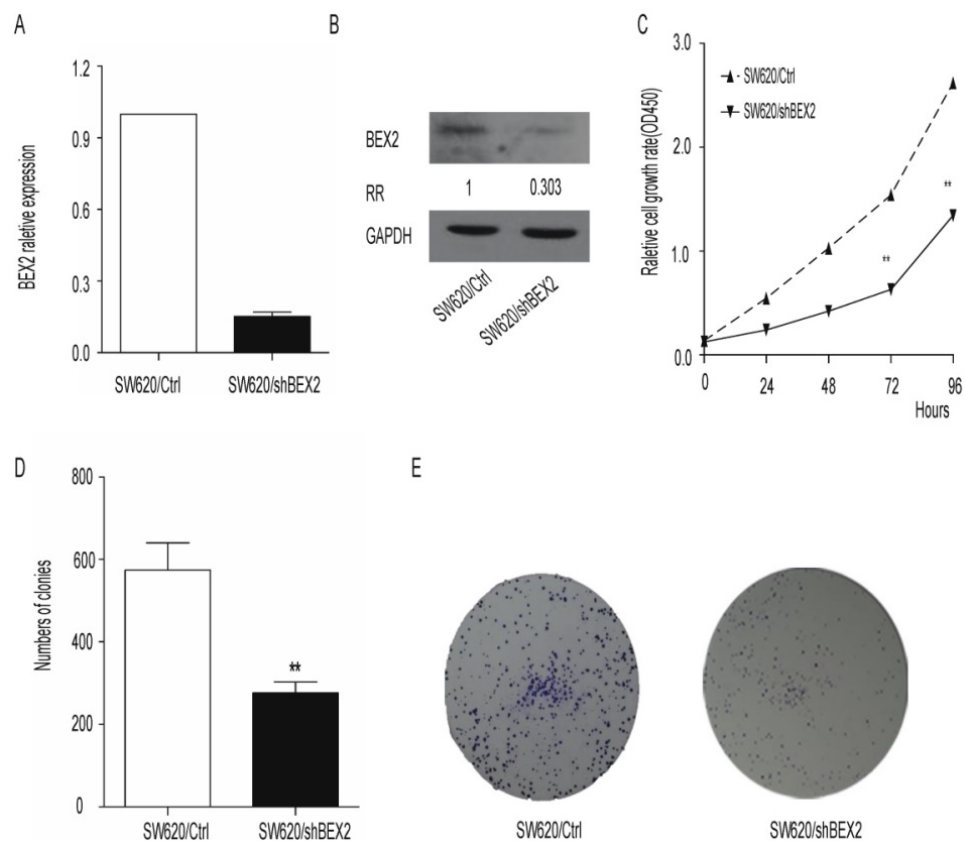 A
BEX2 raletive expression
1.2
0.9
0.6
0.3
0.0
SW620/Ctrl
SW620/shBEX2
B
BEX2
RR
1
0.303
GAPDH
SW620/Ctrl
SW620/shBEX2
C
Raletive cell growth rate(OD450)
3.0
2.0
1.0
0.0
SW620/Ctrl
SW620/shBEX2
**
**
0
24
48
72
96
Hours
D
Numbers of clonies
800
600
400
200
0
**
SW620/Ctrl
SW620/shBEX2
E
SW620/Ctrl
SW620/shBEX2